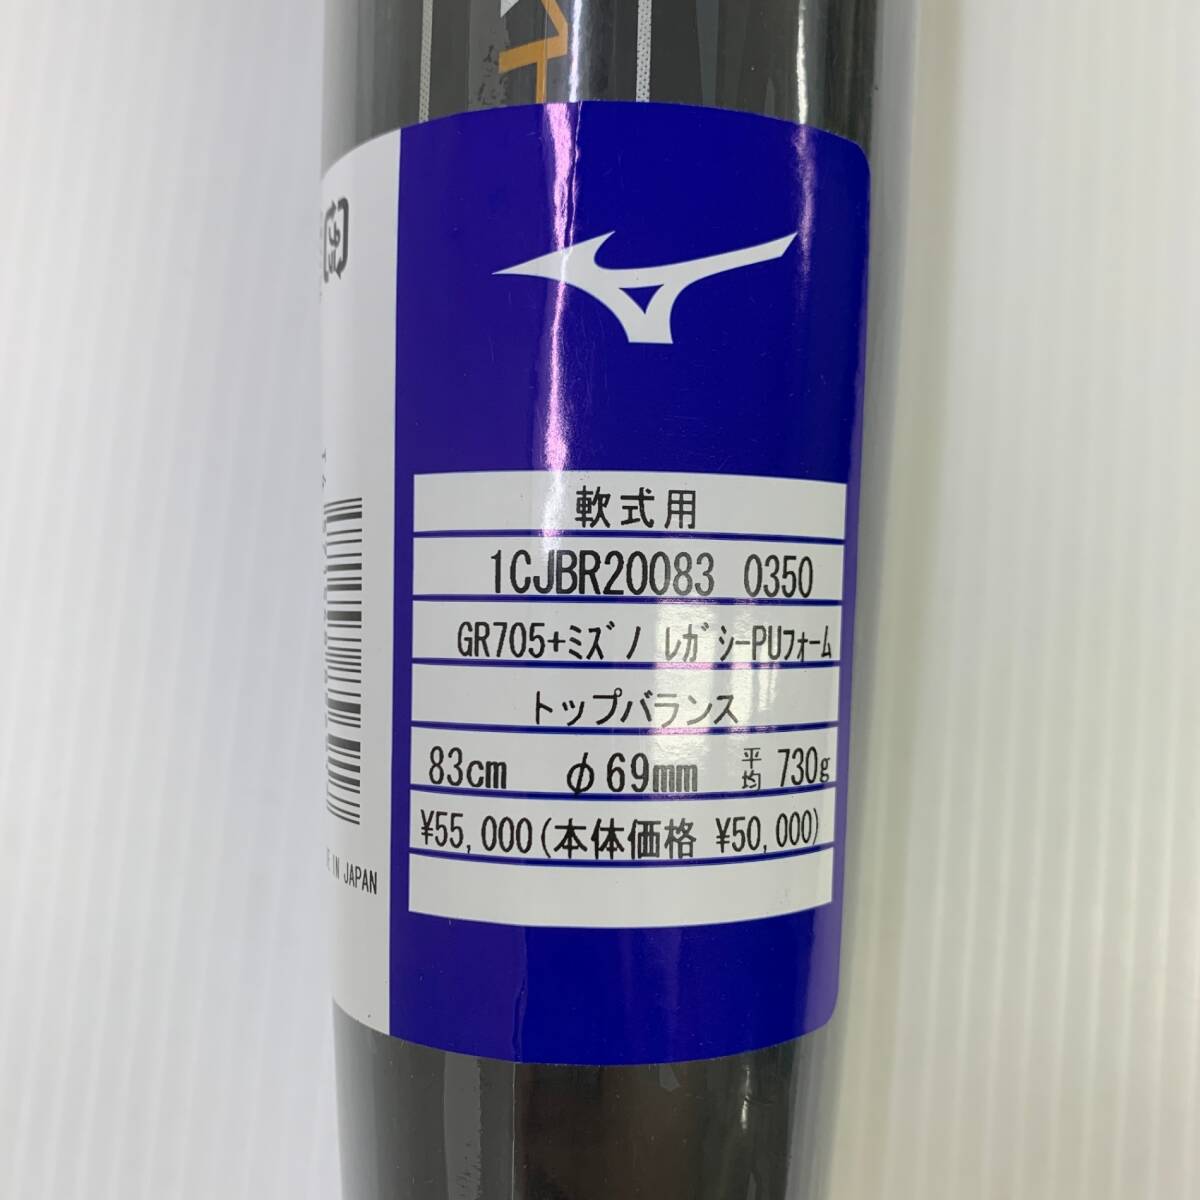 軟式用
1CJBR20083 0350
GR705+ミズノ レガシーPUフォーム
トップバランス
83cm φ69mm 平均 730g
¥55,000(本体価格 ¥50,000)
IN JAPAN